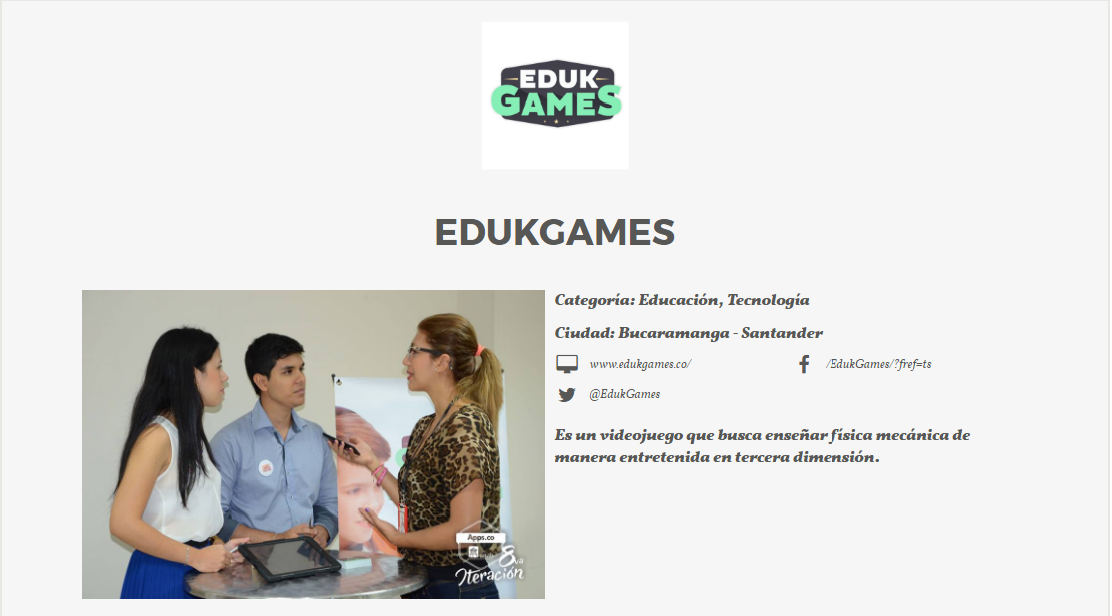 EDUK
GAMES
EDUKGAMES
Categoría: Educación, Tecnología
Ciudad: Bucaramanga - Santander
www.edukgames.co/
/EdukGames/?fref=ts
@EdukGames
Es un videojuego que busca enseñar física mecánica de
manera entretenida en tercera dimensión.
Apps.co
8va
Iteración